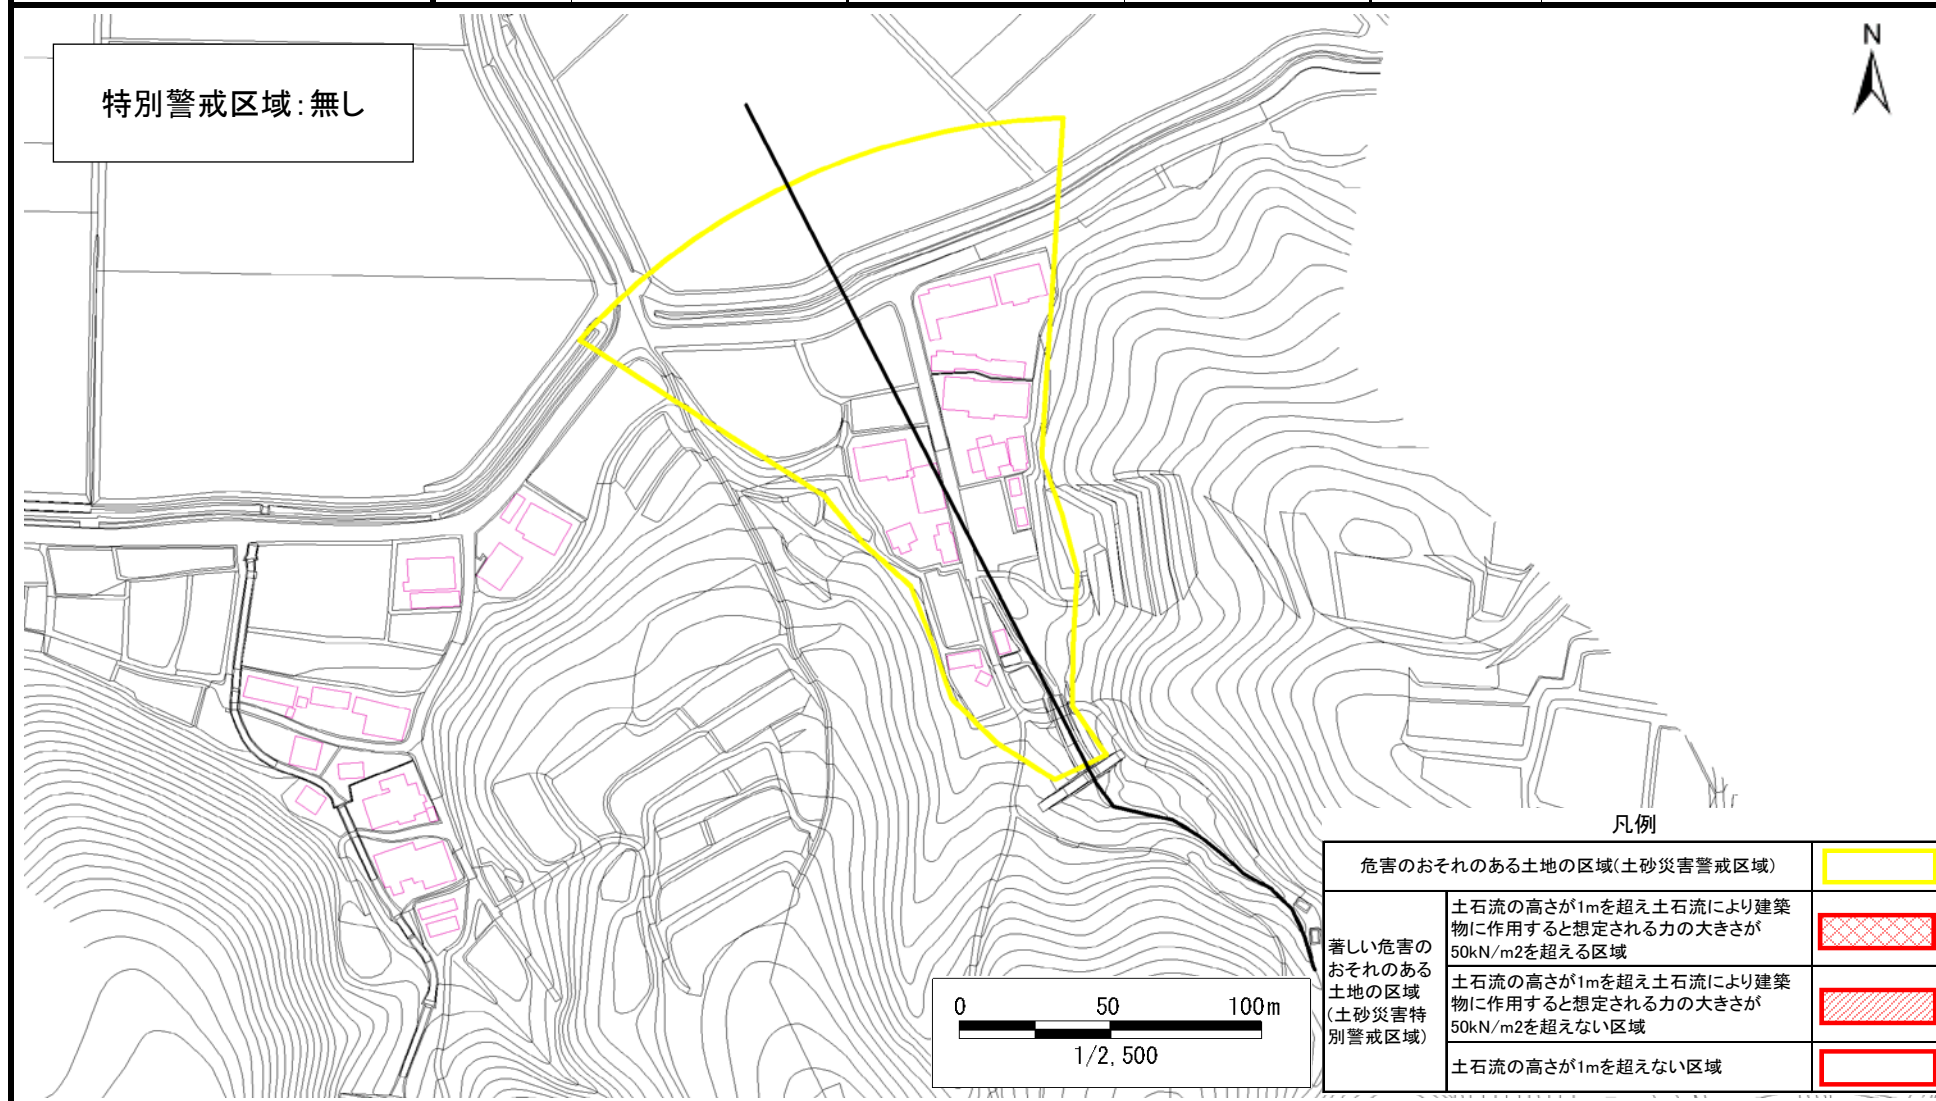 特別警戒区域：無し
N
凡例
危害のおそれのある土地の区域(土砂災害警戒区域)
著しい危害の
おそれのある
土地の区域
(土砂災害特
別警戒区域)
土石流の高さが1mを超え土石流により建築
物に作用すると想定される力の大きさが
50kN/m2を超える区域
土石流の高さが1mを超え土石流により建築
物に作用すると想定される力の大きさが
50kN/m2を超えない区域
土石流の高さが1mを超えない区域
0 50 100m
1/2,500